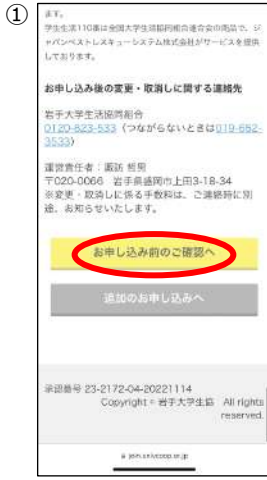 ①
ます。
学生生活110番は全国大学生活協同組合連合会の商品で、ジ
ャパンベストレスキューシステム株式会社がサービスを提供
しております。
お申し込み後の変更・取消しに関する連絡先
岩手大学生活協同組合
0120-823-533（つながらないときは019-652-
3533）
運営責任者：諏訪 哲男
〒020-0066 岩手県盛岡市上田3-18-34
※変更・取消しに係る手数料は、ご連絡時に別
途、お知らせいたします。
お申し込み前のご確認へ
追加のお申し込みへ
承認番号 23-2172-04-20221114
Copyright © 岩手大学生協 All rights
reserved.
join.univcoop.or.jp